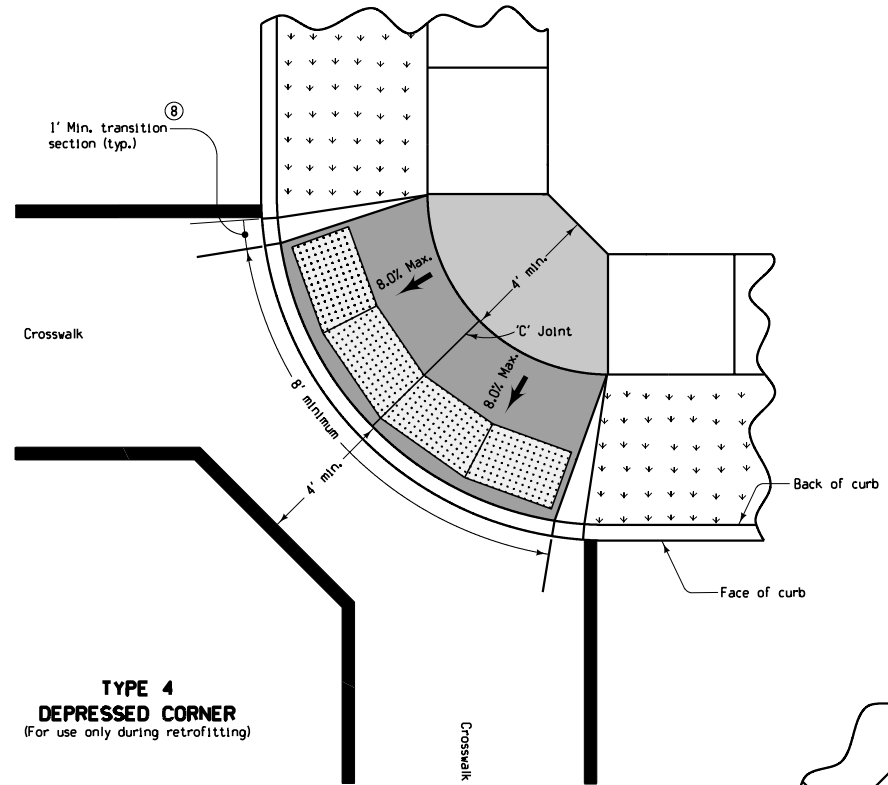 ⑧
1' Min. transition
section (typ.)
8.0% Max.
4' min.
'C' Joint
Crosswalk
8.0% Max.
8' minimum
4' min.
Back of curb
Face of curb
TYPE 4
DEPRESSED CORNER
(For use only during retrofitting)
Crosswalk